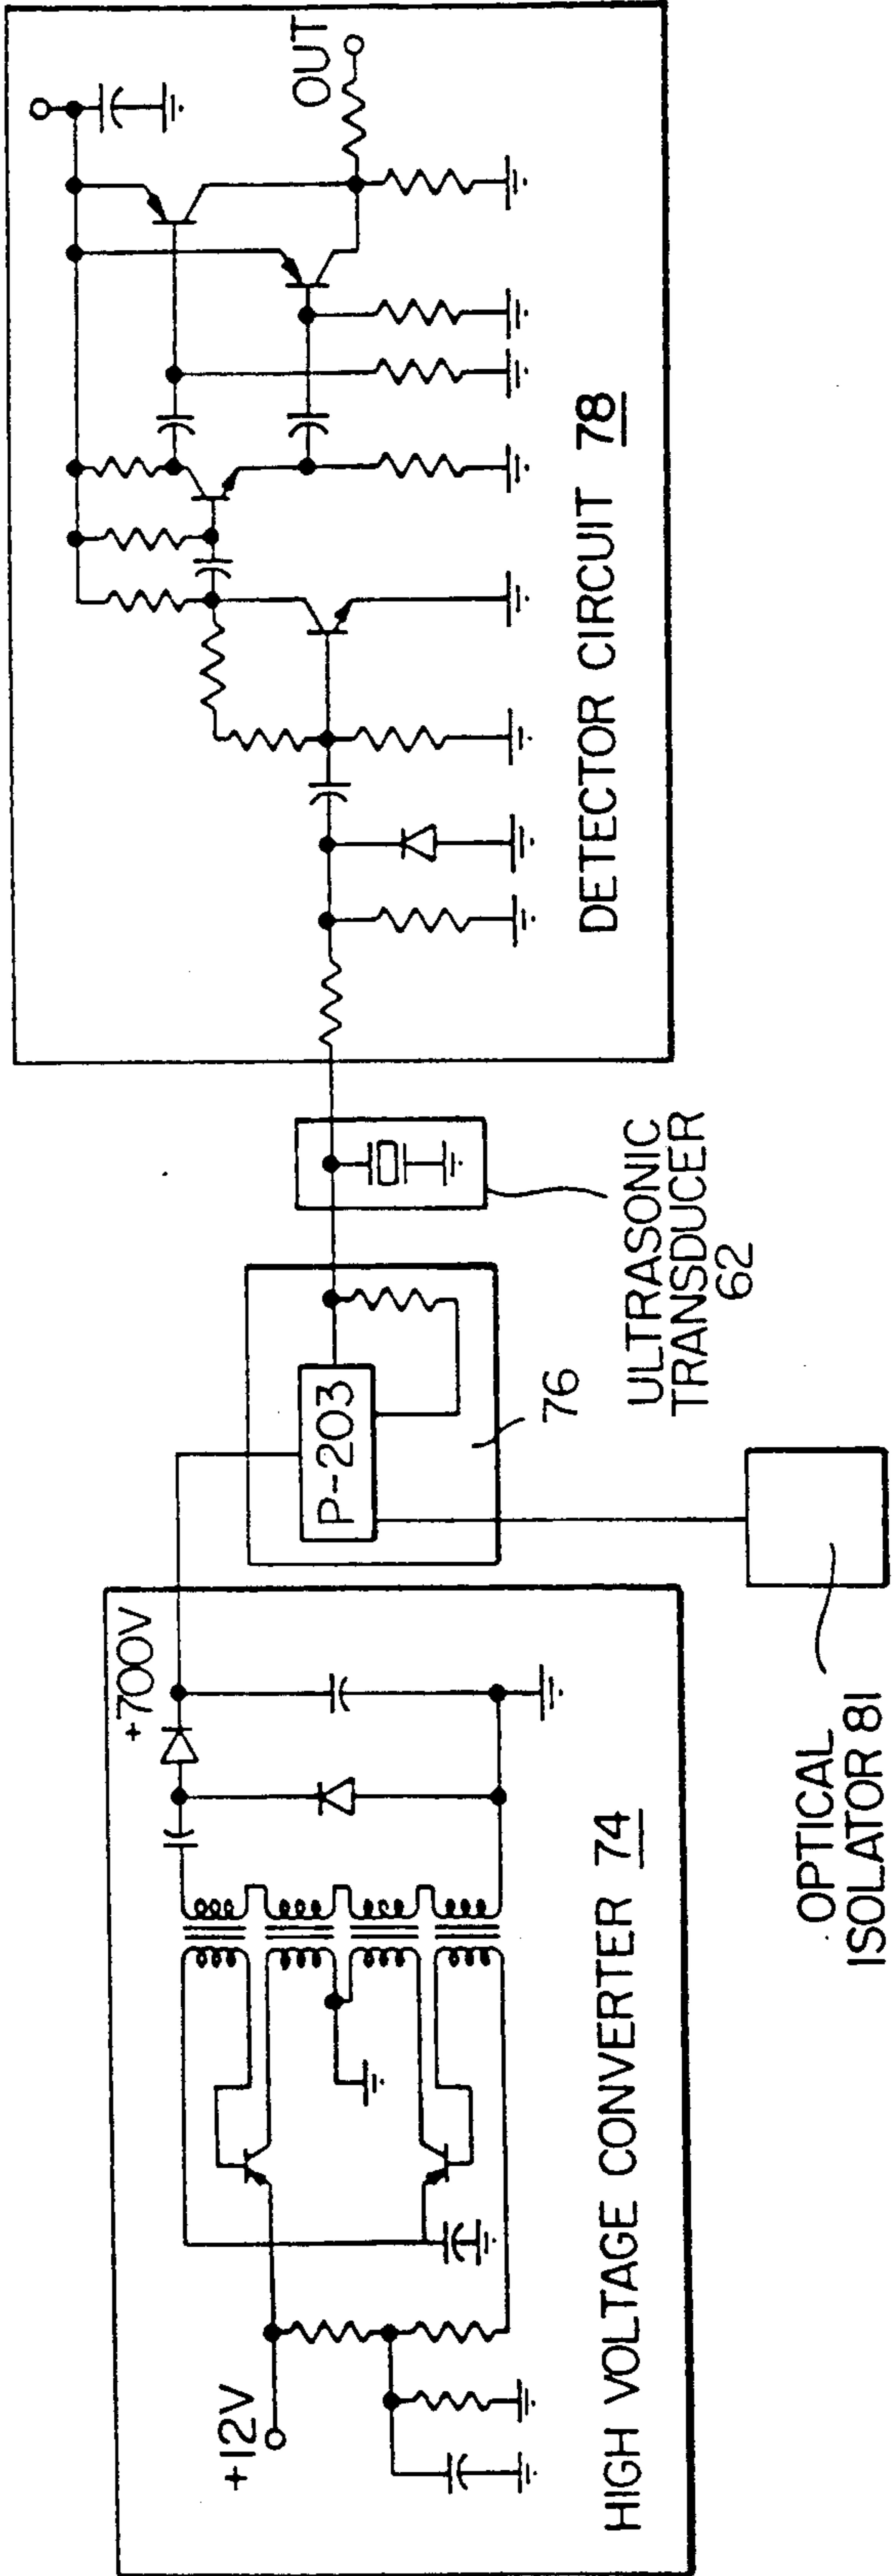 +12V
HIGH VOLTAGE CONVERTER 74
+700V
P-203
76
OPTICAL
ISOLATOR 81
ULTRASONIC
TRANSDUCER
62
DETECTOR CIRCUIT 78
OUT